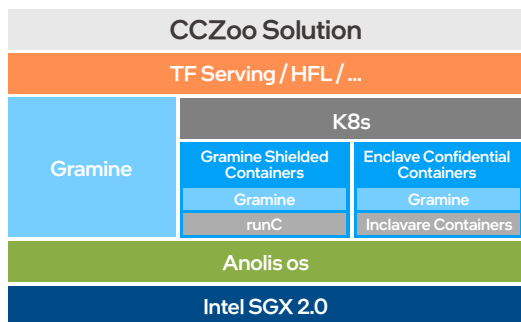 CCZoo Solution
TF Serving / HFL / ...
Gramine
K8s
Gramine Shielded
Containers
Gramine
runC
Enclave Confidential
Containers
Gramine
Inclavare Containers
Anolis os
Intel SGX 2.0